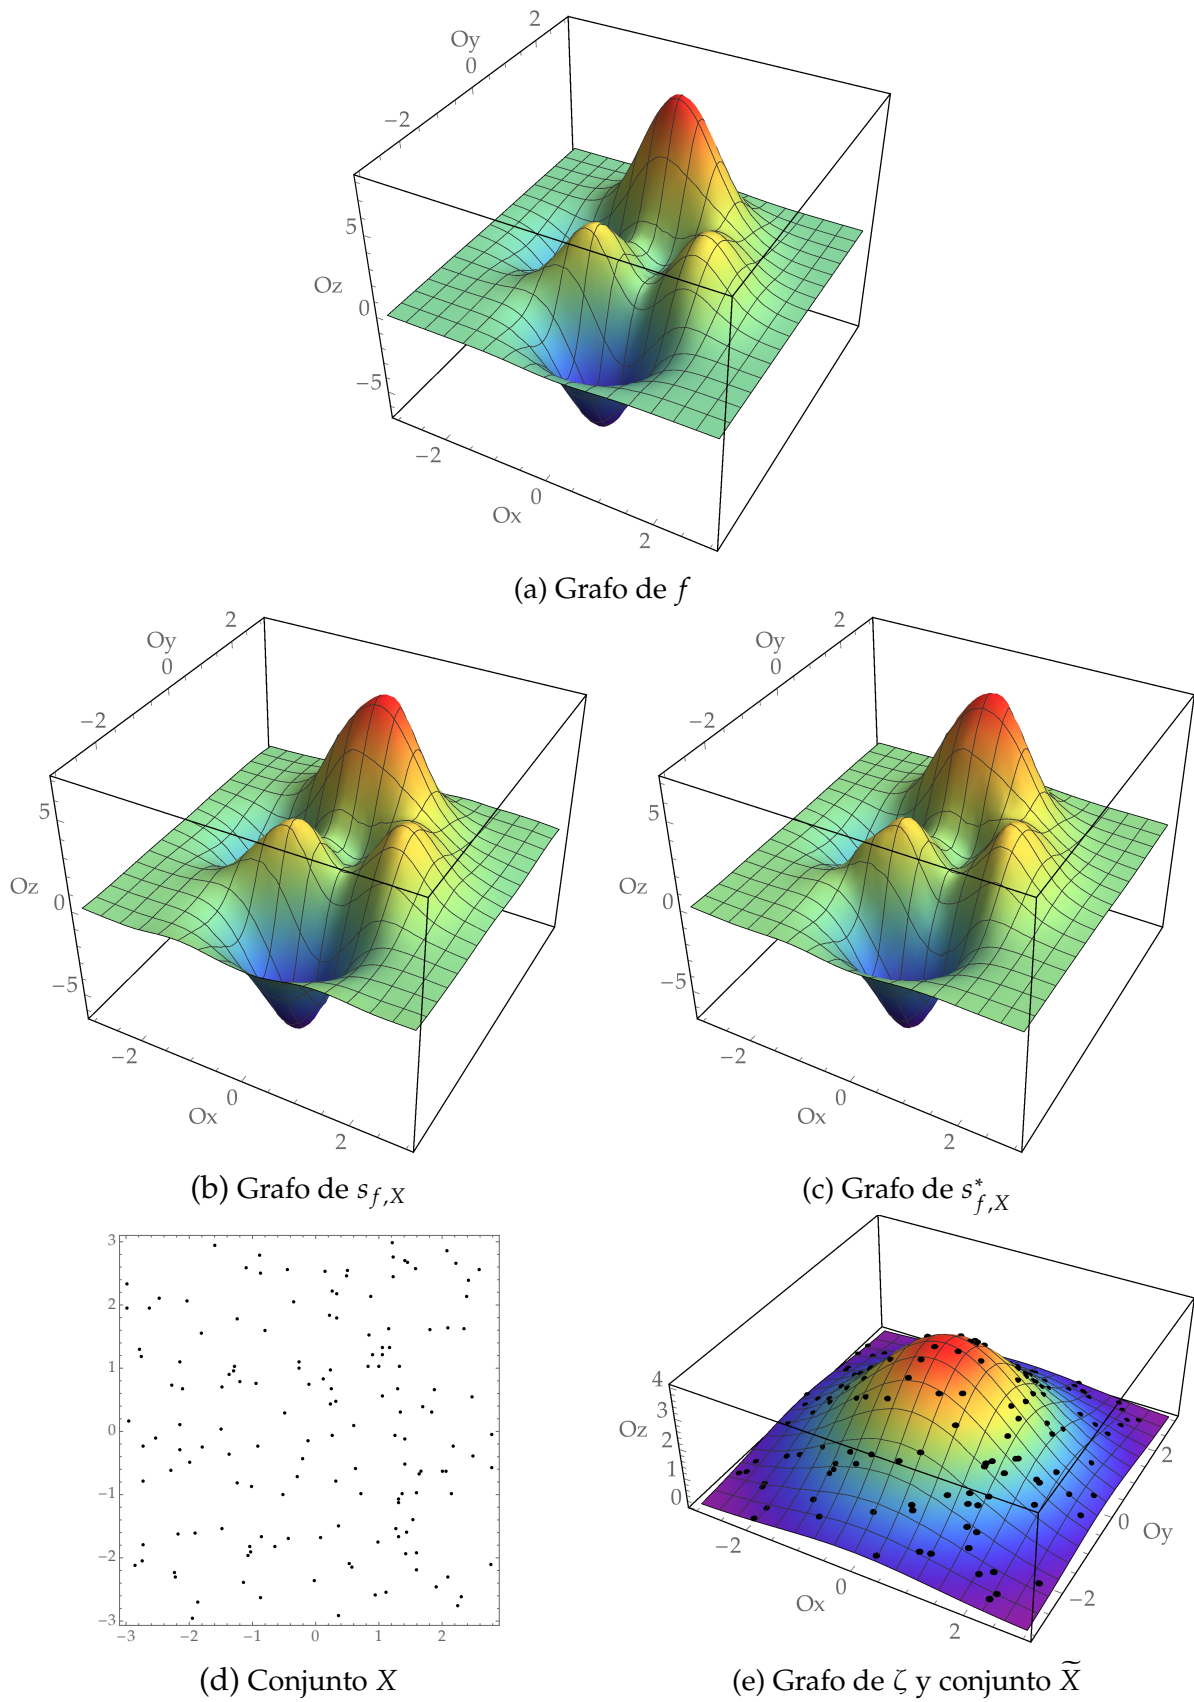 2
Oy
0
−2
5
Oz
0
−5
−2
0
Ox
2
(a) Grafo de f
2
Oy
0
−2
5
Oz
0
−5
−2
0
Ox
2
(b) Grafo de s_{f,X}
2
Oy
0
−2
5
Oz
0
−5
−2
0
Ox
2
(c) Grafo de s^*_{f,X}
3
2
1
0
−1
−2
−3
−3 −2 −1 0 1 2
(d) Conjunto X
4
3
Oz
2
1
0
2
0
Oy
−2
−2
0
Ox
2
(e) Grafo de ζ y conjunto X̃